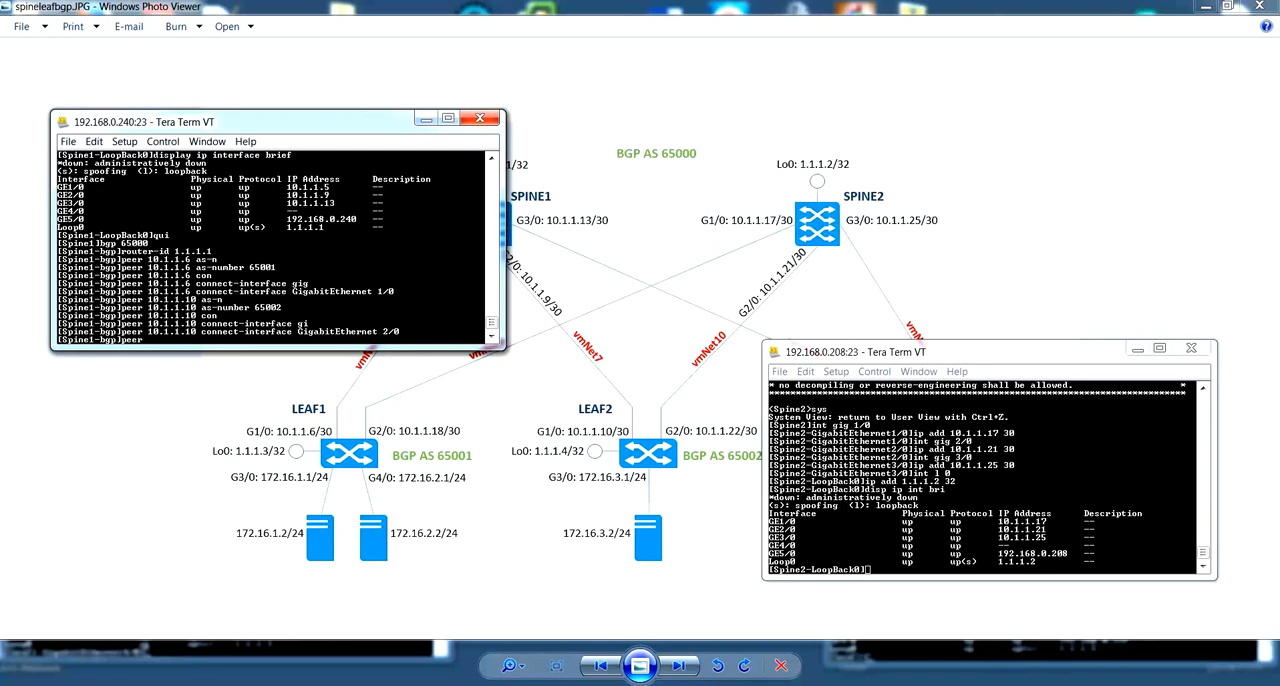 spineleafbgp.JPG - Windows Photo Viewer
File Print E-mail Burn Open
BGP AS 65000
1/32
SPINE1
G3/0: 10.1.1.13/30
2/0: 10.1.1.9/30
Lo0: 1.1.1.2/32
SPINE2
G1/0: 10.1.1.17/30
G3/0: 10.1.1.25/30
G2/0: 10.1.1.21/30
vmNet7
vmNet10
192.168.0.240:23 - Tera Term VT
File Edit Setup Control Window Help
[Spine1-LoopBack0]display ip interface brief
*down: administratively down
(s): spoofing (l): loopback
Interface Physical Protocol IP Address Description
GE1/0 up up 10.1.1.5 --
GE2/0 up up 10.1.1.9 --
GE3/0 up up 10.1.1.13 --
GE4/0 up up -- --
GE5/0 up up 192.168.0.240 --
Loop0 up up(s) 1.1.1.1 --
[Spine1-LoopBack0]qui
[Spine1]bgp 65000
[Spine1-bgp]router-id 1.1.1.1
[Spine1-bgp]peer 10.1.1.6 as-n
[Spine1-bgp]peer 10.1.1.6 as-number 65001
[Spine1-bgp]peer 10.1.1.6 con
[Spine1-bgp]peer 10.1.1.6 connect-interface gig
[Spine1-bgp]peer 10.1.1.6 connect-interface GigabitEthernet 1/0
[Spine1-bgp]peer 10.1.1.10 as-n
[Spine1-bgp]peer 10.1.1.10 as-number 65002
[Spine1-bgp]peer 10.1.1.10 con
[Spine1-bgp]peer 10.1.1.10 connect-interface gi
[Spine1-bgp]peer 10.1.1.10 connect-interface GigabitEthernet 2/0
[Spine1-bgp]peer
LEAF1
G1/0: 10.1.1.6/30
G2/0: 10.1.1.18/30
Lo0: 1.1.1.3/32
BGP AS 65001
G3/0: 172.16.1.1/24
G4/0: 172.16.2.1/24
172.16.1.2/24
172.16.2.2/24
LEAF2
G1/0: 10.1.1.10/30
G2/0: 10.1.1.22/30
Lo0: 1.1.1.4/32
BGP AS 65002
G3/0: 172.16.3.1/24
172.16.3.2/24
192.168.0.208:23 - Tera Term VT
File Edit Setup Control Window Help
* no decompiling or reverse-engineering shall be allowed. *
<Spine2>sys
System View: return to User View with Ctrl+Z.
[Spine2]int gig 1/0
[Spine2-GigabitEthernet1/0]ip add 10.1.1.17 30
[Spine2-GigabitEthernet1/0]int gig 2/0
[Spine2-GigabitEthernet2/0]ip add 10.1.1.21 30
[Spine2-GigabitEthernet2/0]int gig 3/0
[Spine2-GigabitEthernet3/0]ip add 10.1.1.25 30
[Spine2-GigabitEthernet3/0]int l 0
[Spine2-LoopBack0]ip add 1.1.1.2 32
[Spine2-LoopBack0]disp ip int bri
*down: administratively down
(s): spoofing (l): loopback
Interface Physical Protocol IP Address Description
GE1/0 up up 10.1.1.17 --
GE2/0 up up 10.1.1.21 --
GE3/0 up up 10.1.1.25 --
GE4/0 up up -- --
GE5/0 up up 192.168.0.208 --
Loop0 up up(s) 1.1.1.2 --
[Spine2-LoopBack0]